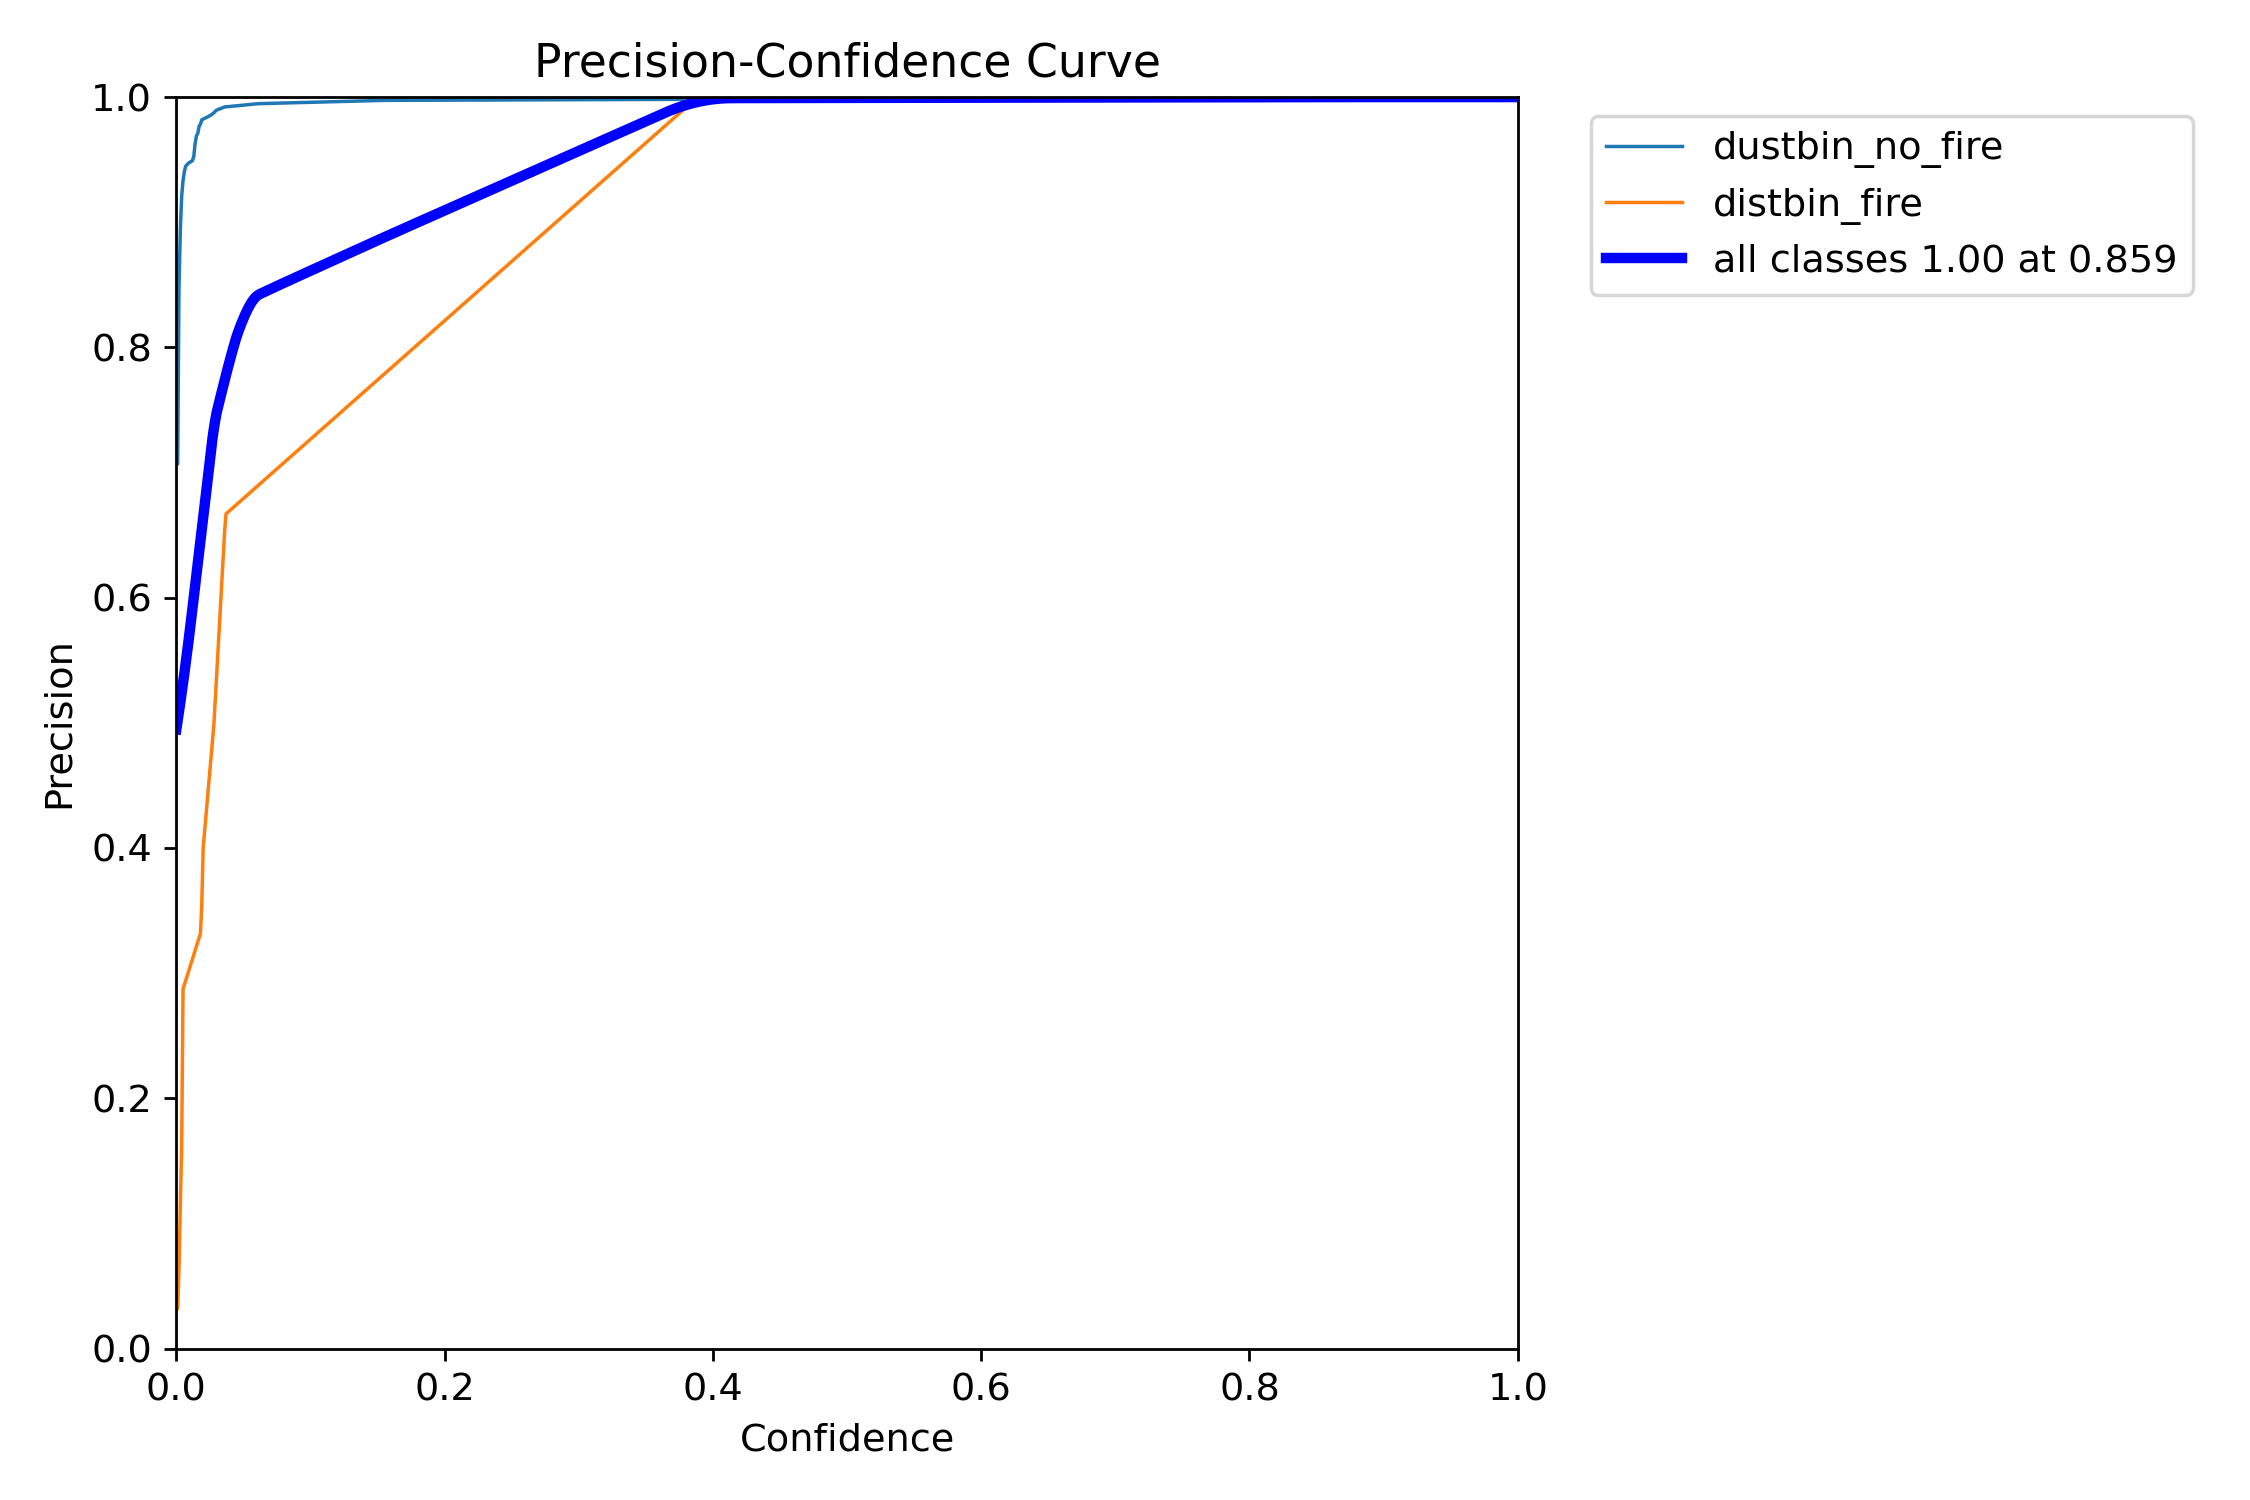 Precision-Confidence Curve
1.0
0.8
0.6
0.4
0.2
0.0
Precision
0.0 0.2 0.4 0.6 0.8 1.0
Confidence
dustbin_no_fire
distbin_fire
all classes 1.00 at 0.859